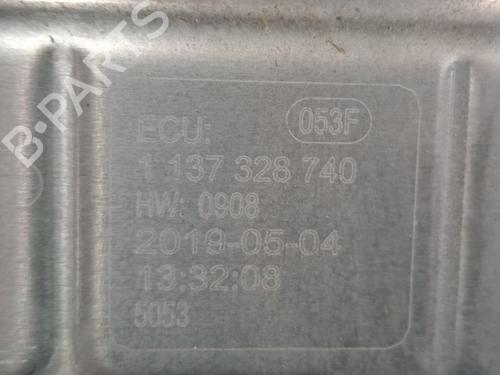 B-PARTS
053F
ECU:
1 137 328 740
HW: 0908
2019-05-04
13:32:08
5053